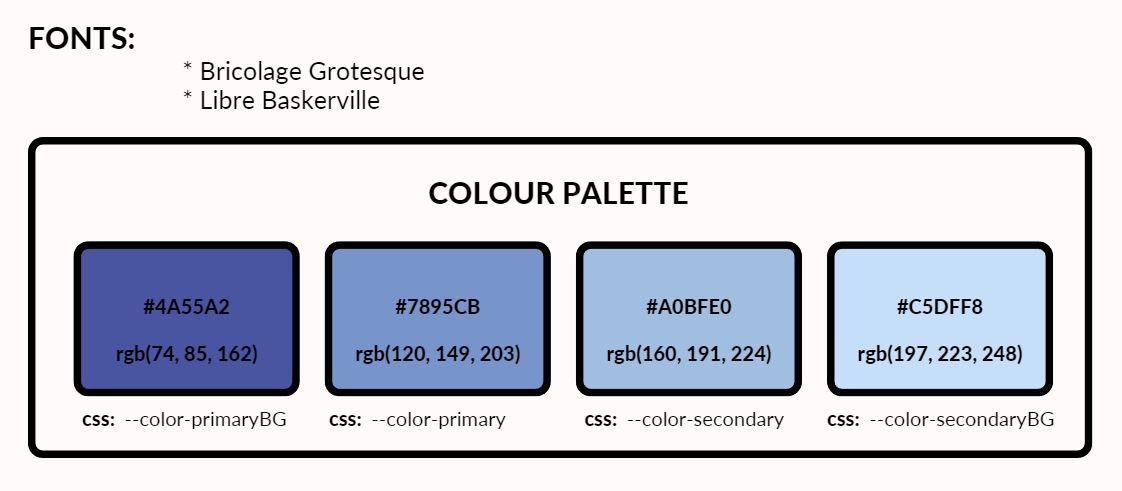 FONTS:
* Bricolage Grotesque
* Libre Baskerville
COLOUR PALETTE
#4A55A2
rgb(74, 85, 162)
css: --color-primaryBG
#7895CB
rgb(120, 149, 203)
css: --color-primary
#A0BFE0
rgb(160, 191, 224)
css: --color-secondary
#C5DFF8
rgb(197, 223, 248)
css: --color-secondaryBG